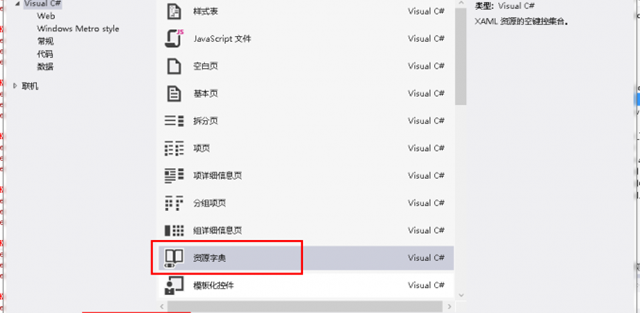 Visual C#
Web
Windows Metro style
常规
代码
数据
联机
样式表 Visual C#
JS
JavaScript 文件 Visual C#
空白页 Visual C#
基本页 Visual C#
拆分页 Visual C#
项页 Visual C#
项详细信息页 Visual C#
分组项页 Visual C#
组详细信息页 Visual C#
资源字典 Visual C#
模板化控件 Visual C#
类型: Visual C#
XAML 资源的空键控集合。